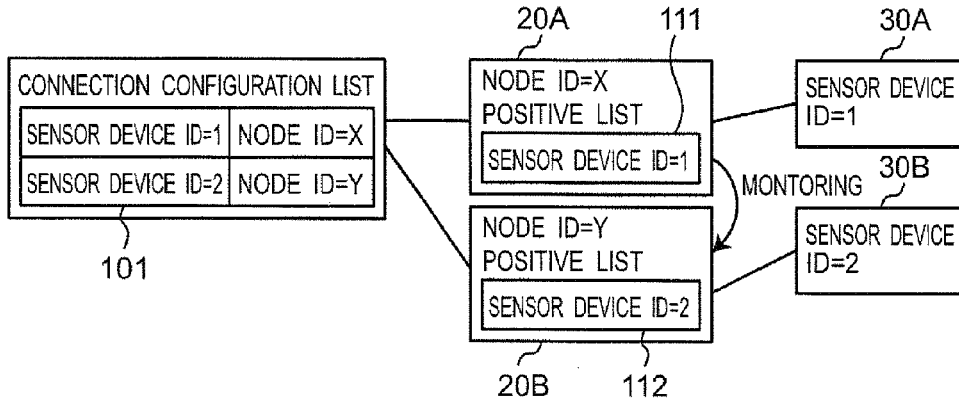 20A
111
30A
CONNECTION CONFIGURATION LIST
SENSOR DEVICE ID=1 NODE ID=X
SENSOR DEVICE ID=2 NODE ID=Y
101
NODE ID=X
POSITIVE LIST
SENSOR DEVICE ID=1
SENSOR DEVICE
ID=1
MONTORING
30B
NODE ID=Y
POSITIVE LIST
SENSOR DEVICE ID=2
SENSOR DEVICE
ID=2
20B
112